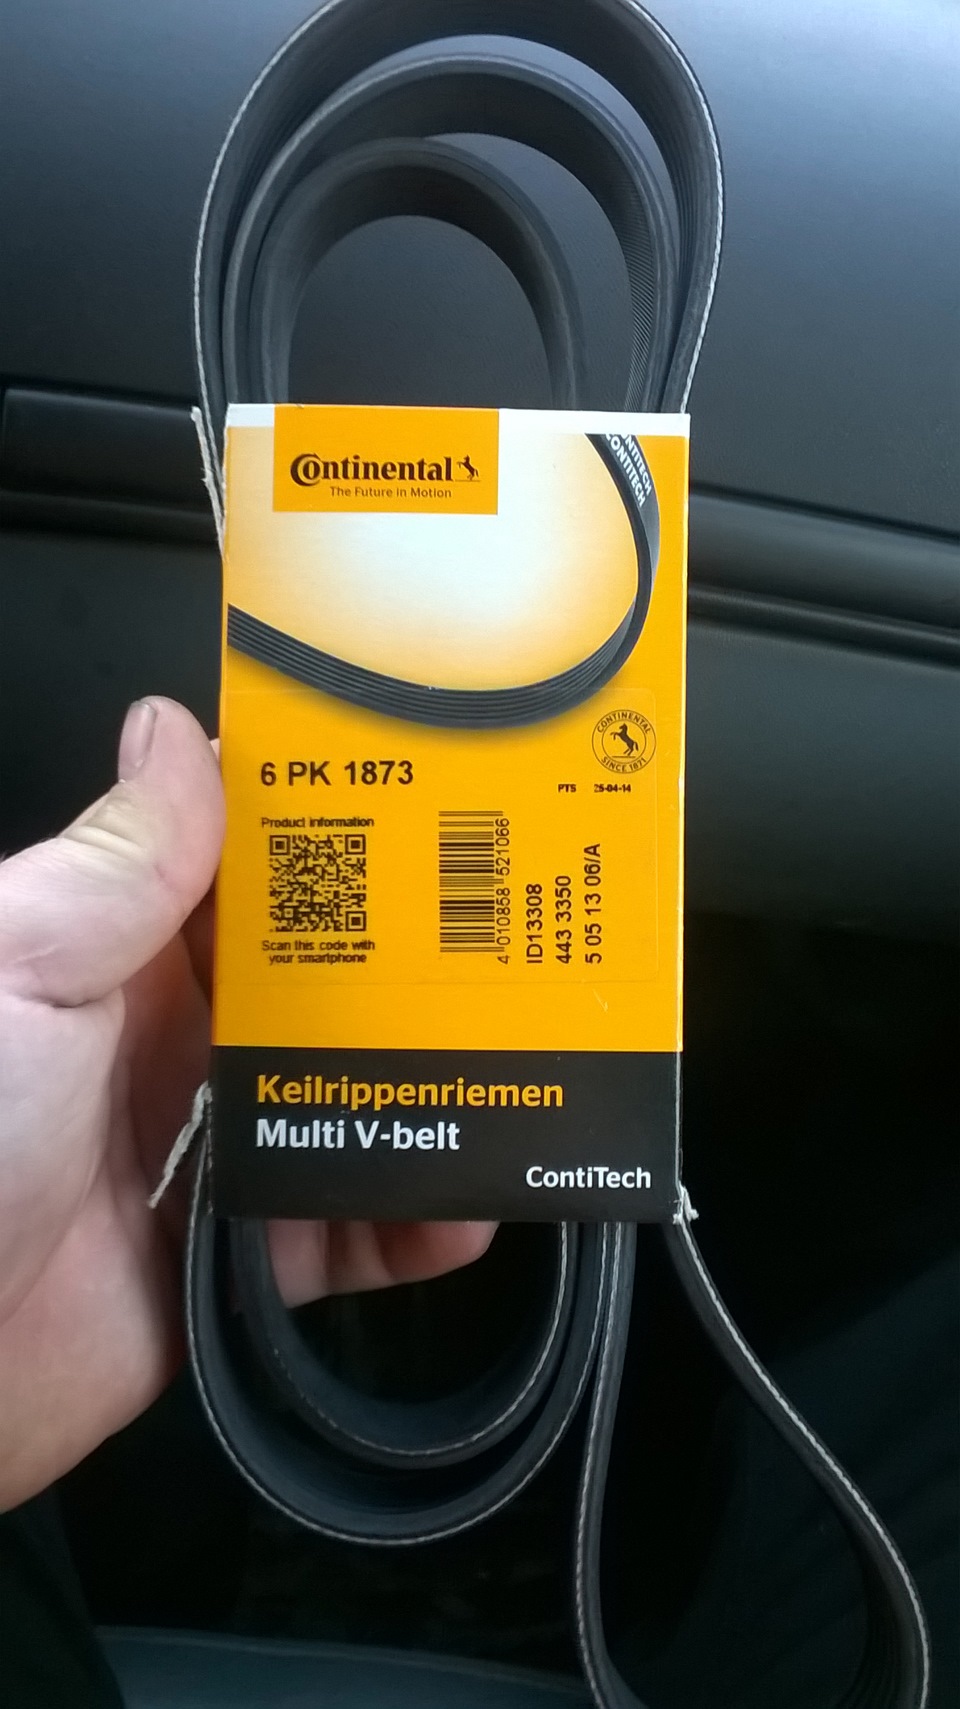 Continental
The Future in Motion
CONTITECH
CONTITECH
CONTINENTAL
SINCE 1871
6 PK 1873
PTS 25-04-14
Product information
Scan this code with
your smartphone
4 010858 521066
ID13308
443 3350
5 05 13 06/A
Keilrippenriemen
Multi V-belt
ContiTech